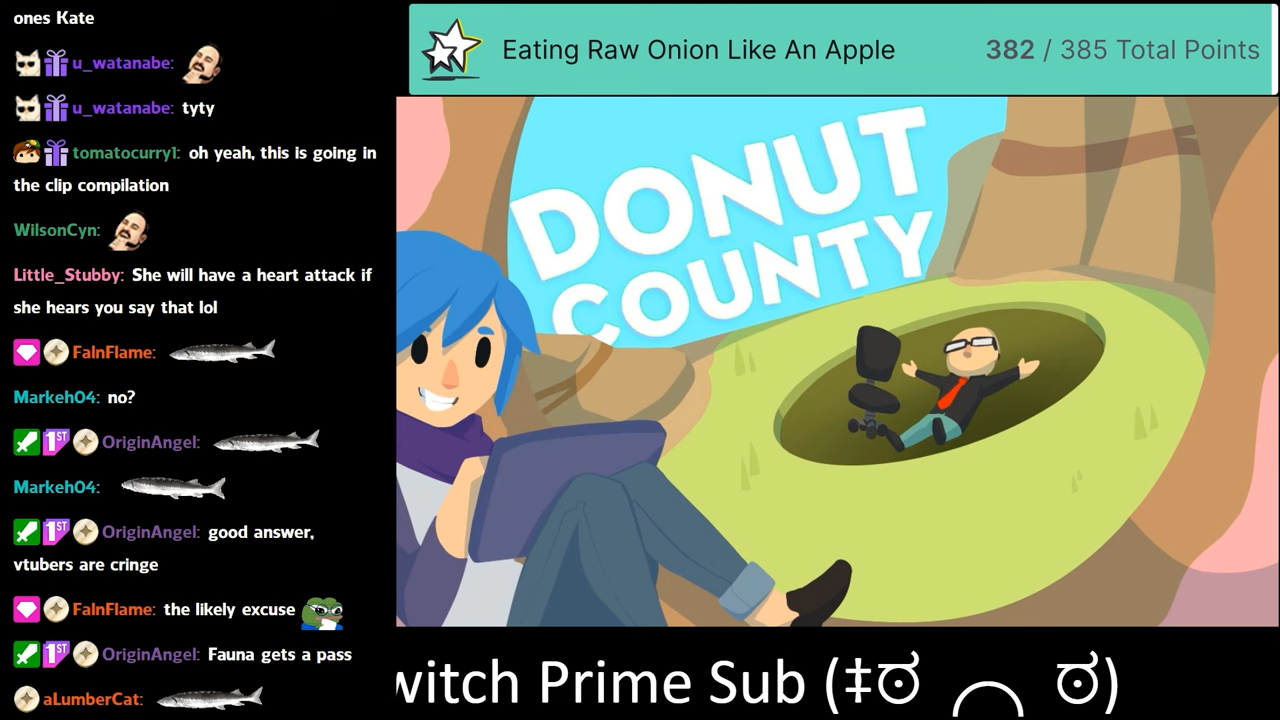 ones Kate
u_watanabe:
u_watanabe: tyty
tomatocurry1: oh yeah, this is going in
the clip compilation
WilsonCyn:
Little_Stubby: She will have a heart attack if
she hears you say that lol
FalnFlame:
Markeh04: no?
1ST OriginAngel:
Markeh04:
1ST OriginAngel: good answer,
vtubers are cringe
FalnFlame: the likely excuse
1ST OriginAngel: Fauna gets a pass
aLumberCat:
Eating Raw Onion Like An Apple 382 / 385 Total Points
DONUT
COUNTY
witch Prime Sub (‡ಠ ⁀ ಠ)